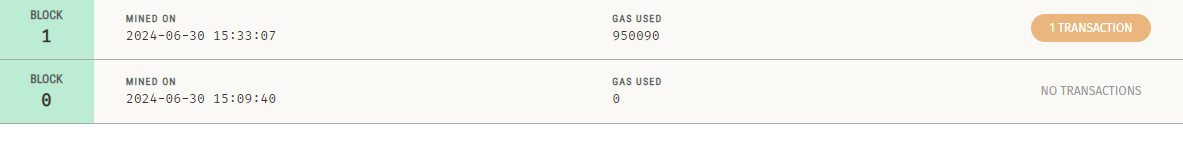 BLOCK
1
MINED ON
2024-06-30 15:33:07
GAS USED
950090
1 TRANSACTION
BLOCK
0
MINED ON
2024-06-30 15:09:40
GAS USED
0
NO TRANSACTIONS